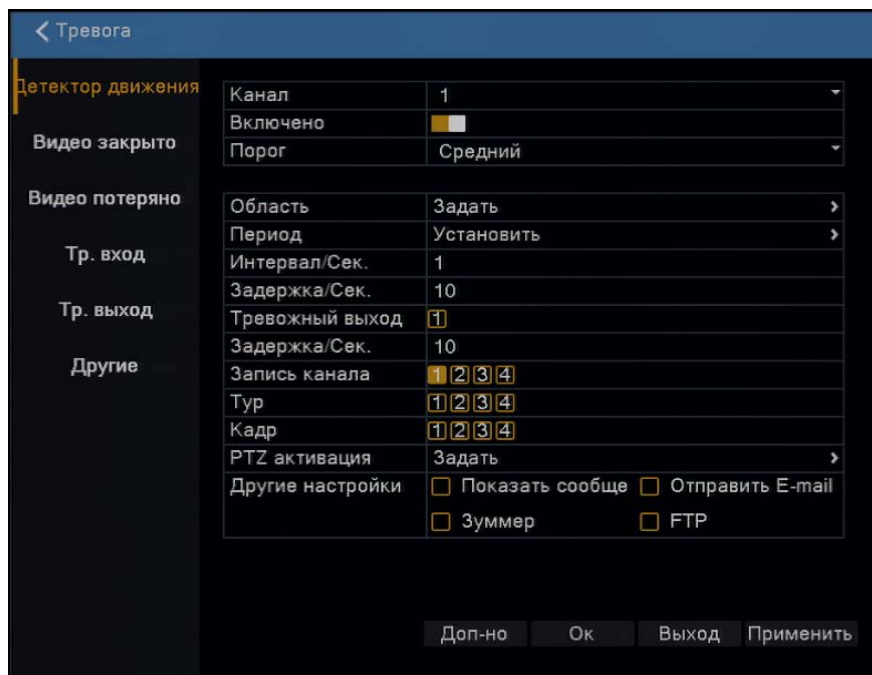 Тревога
Детектор движения
Видео закрыто
Видео потеряно
Тр. вход
Тр. выход
Другие
Канал 1
Включено
Порог Средний
Область Задать
Период Установить
Интервал/Сек. 1
Задержка/Сек. 10
Тревожный выход 1
Задержка/Сек. 10
Запись канала 1 2 3 4
Тур 1 2 3 4
Кадр 1 2 3 4
PTZ активация Задать
Другие настройки Показать сообще Отправить E-mail
Зуммер FTP
Доп-но Ок Выход Применить